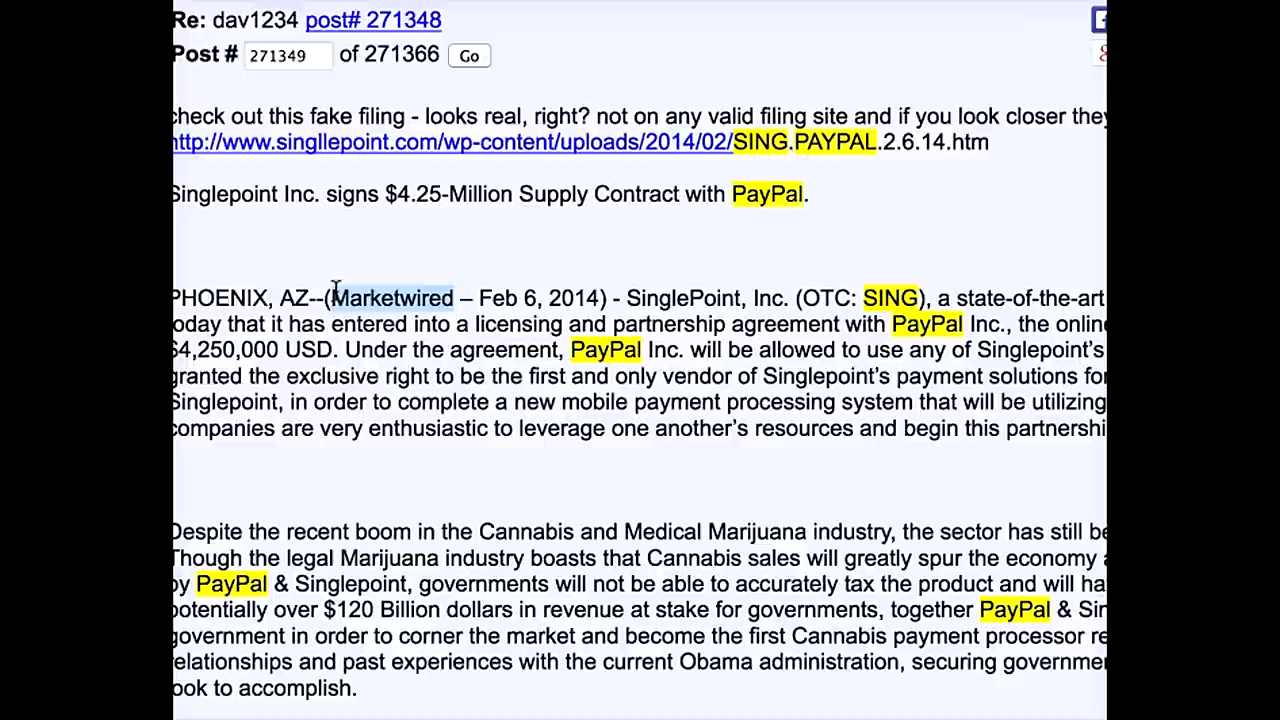 Re: dav1234 post# 271348
Post # 271349 of 271366 Go
check out this fake filing - looks real, right? not on any valid filing site and if you look closer they
http://www.singllepoint.com/wp-content/uploads/2014/02/SING.PAYPAL.2.6.14.htm
Singlepoint Inc. signs $4.25-Million Supply Contract with PayPal.
PHOENIX, AZ--(Marketwired – Feb 6, 2014) - SinglePoint, Inc. (OTC: SING), a state-of-the-art
today that it has entered into a licensing and partnership agreement with PayPal Inc., the online
$4,250,000 USD. Under the agreement, PayPal Inc. will be allowed to use any of Singlepoint’s
granted the exclusive right to be the first and only vendor of Singlepoint’s payment solutions for
Singlepoint, in order to complete a new mobile payment processing system that will be utilizing
companies are very enthusiastic to leverage one another’s resources and begin this partnershi
Despite the recent boom in the Cannabis and Medical Marijuana industry, the sector has still be
Though the legal Marijuana industry boasts that Cannabis sales will greatly spur the economy a
by PayPal & Singlepoint, governments will not be able to accurately tax the product and will ha
potentially over $120 Billion dollars in revenue at stake for governments, together PayPal & Sin
government in order to corner the market and become the first Cannabis payment processor re
relationships and past experiences with the current Obama administration, securing governme
look to accomplish.